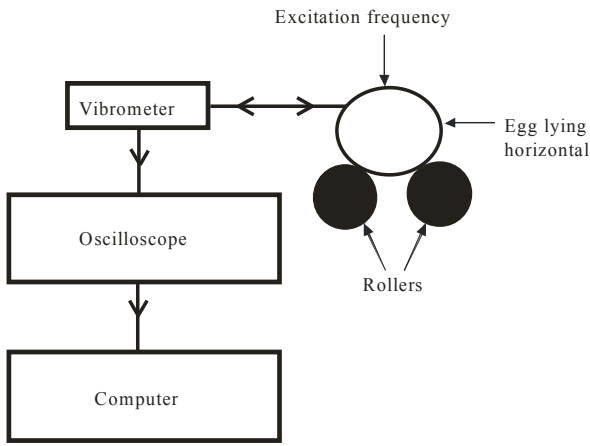 Excitation frequency
Vibrometer
Egg lying
horizontal
Oscilloscope
Rollers
Computer